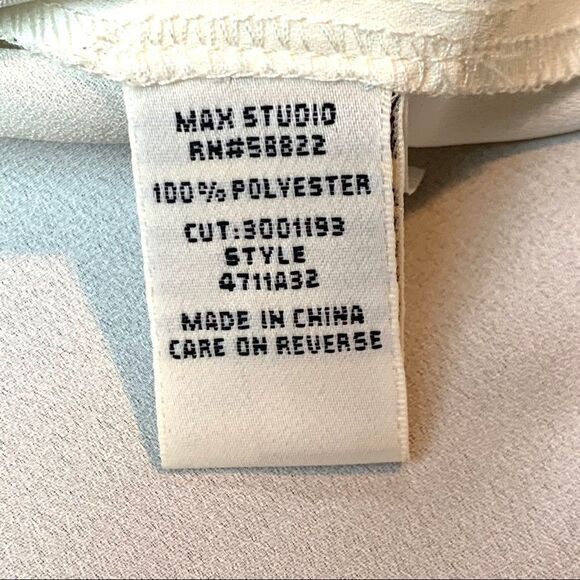 MAX STUDIO
RN#58822
100% POLYESTER
CUT:3001193
STYLE
4711A32
MADE IN CHINA
CARE ON REVERSE